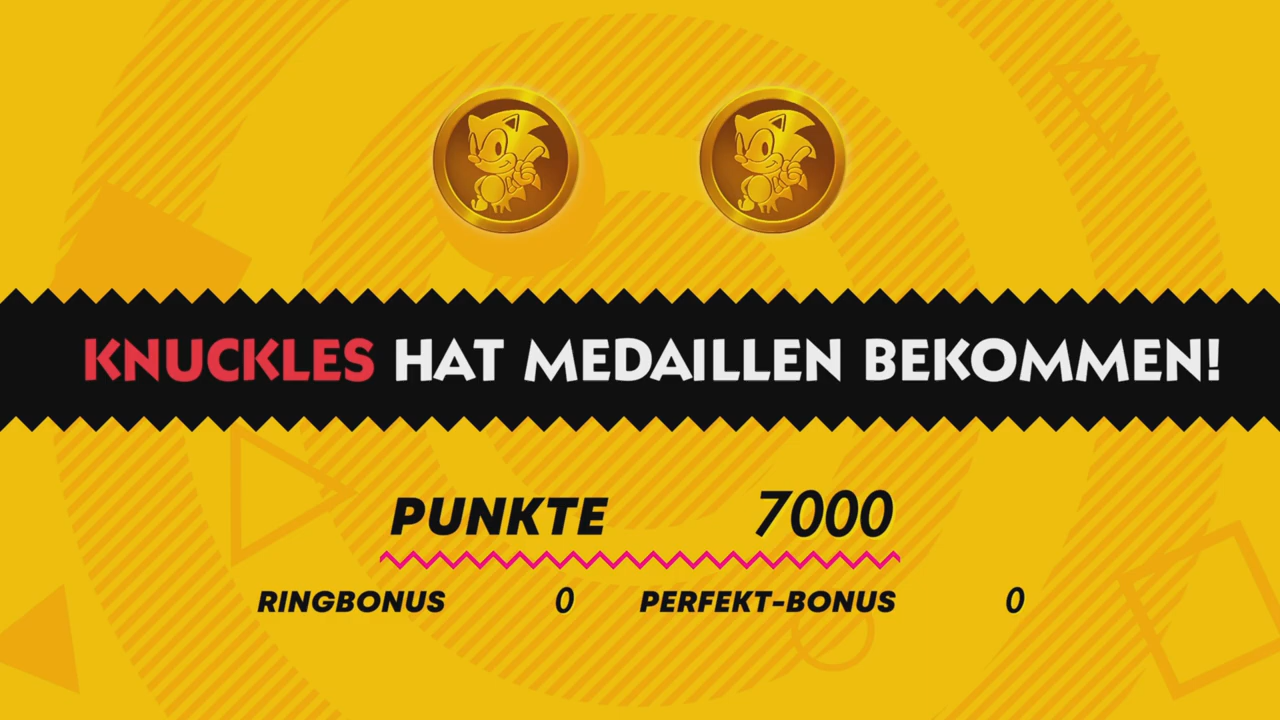 KNUCKLES HAT MEDAILLEN BEKOMMEN!
PUNKTE 7000
RINGBONUS 0 PERFEKT-BONUS 0